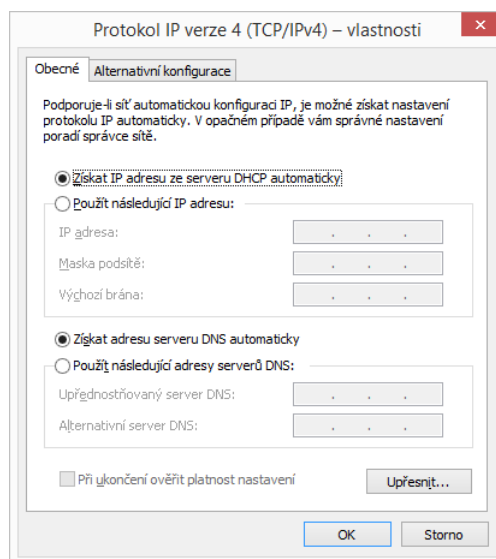 Protokol IP verze 4 (TCP/IPv4) – vlastnosti
Obecné
Alternativní konfigurace
Podporuje-li síť automatickou konfiguraci IP, je možné získat nastavení
protokolu IP automaticky. V opačném případě vám správné nastavení
poradí správce sítě.
Získat IP adresu ze serveru DHCP automaticky
Použít následující IP adresu:
IP adresa:
Maska podsítě:
Výchozí brána:
Získat adresu serveru DNS automaticky
Použít následující adresy serverů DNS:
Upřednostňovaný server DNS:
Alternativní server DNS:
Při ukončení ověřit platnost nastavení
Upřesnit...
OK
Storno